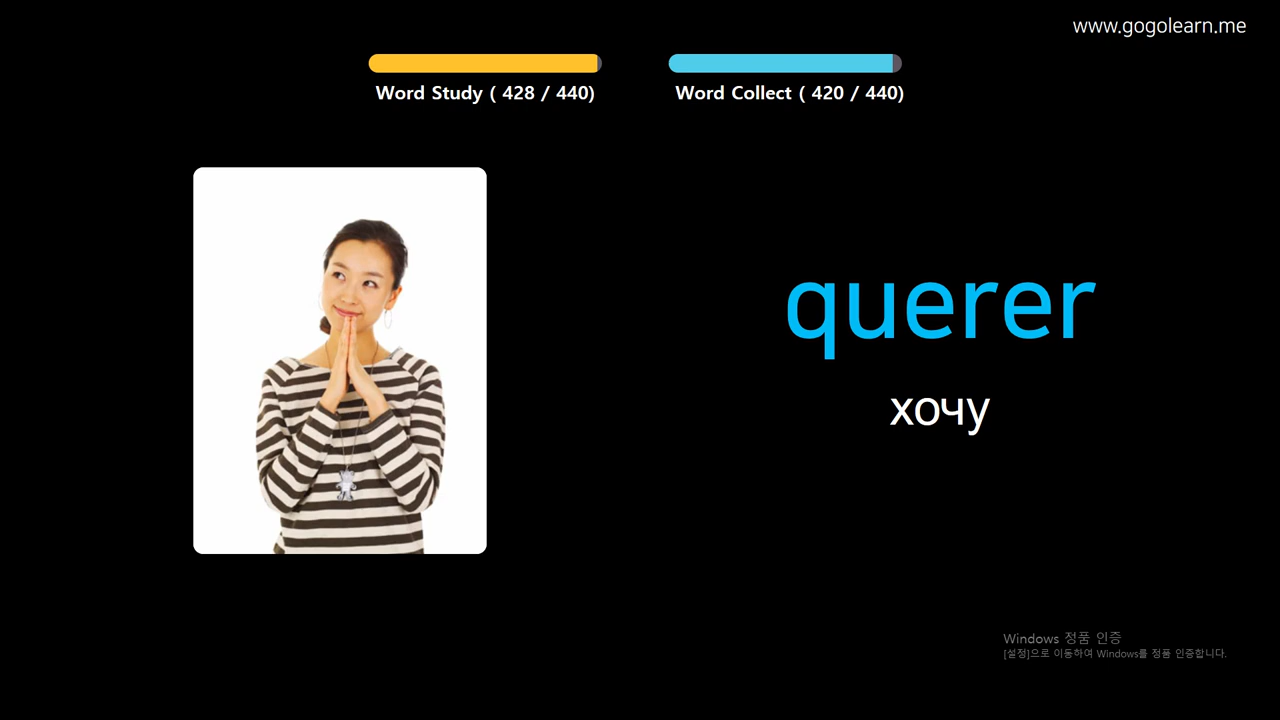 www.gogolearn.me
Word Study ( 428 / 440)
Word Collect ( 420 / 440)
querer
хочу
Windows 정품 인증
[설정]으로 이동하여 Windows를 정품 인증합니다.